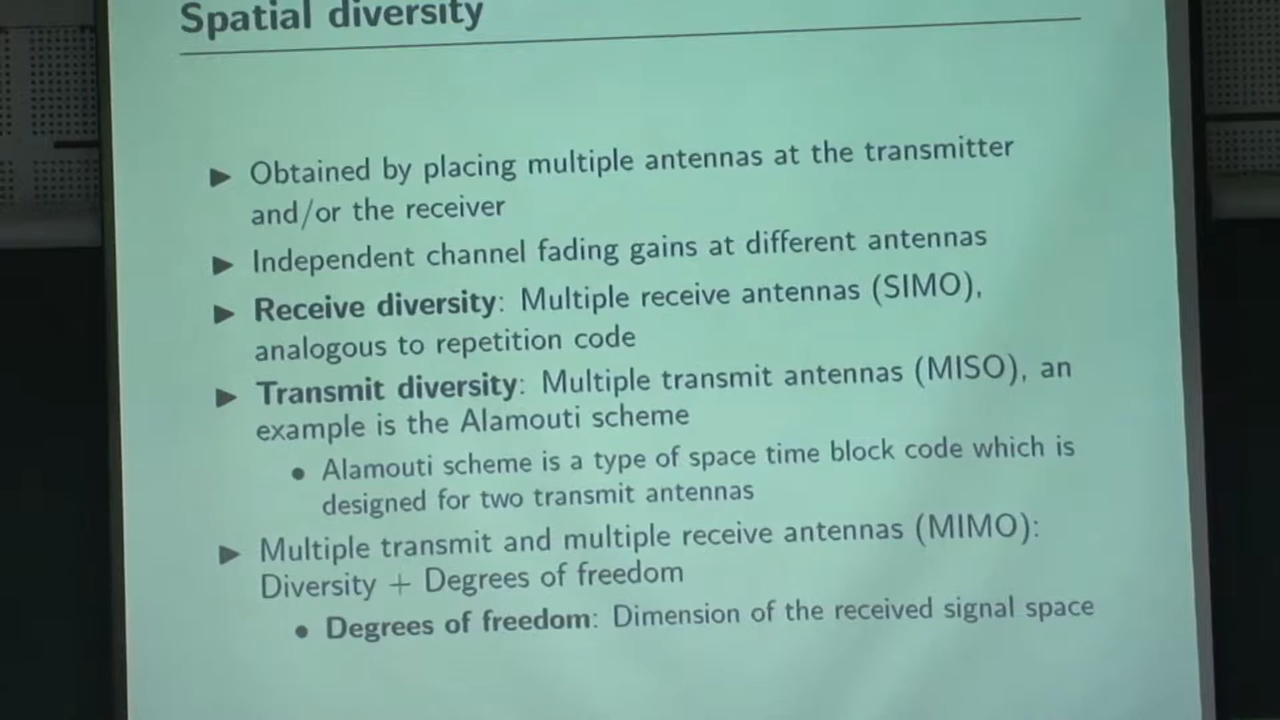 Spatial diversity
▶ Obtained by placing multiple antennas at the transmitter
and/or the receiver
▶ Independent channel fading gains at different antennas
▶ Receive diversity: Multiple receive antennas (SIMO),
analogous to repetition code
▶ Transmit diversity: Multiple transmit antennas (MISO), an
example is the Alamouti scheme
• Alamouti scheme is a type of space time block code which is
designed for two transmit antennas
▶ Multiple transmit and multiple receive antennas (MIMO):
Diversity + Degrees of freedom
• Degrees of freedom: Dimension of the received signal space